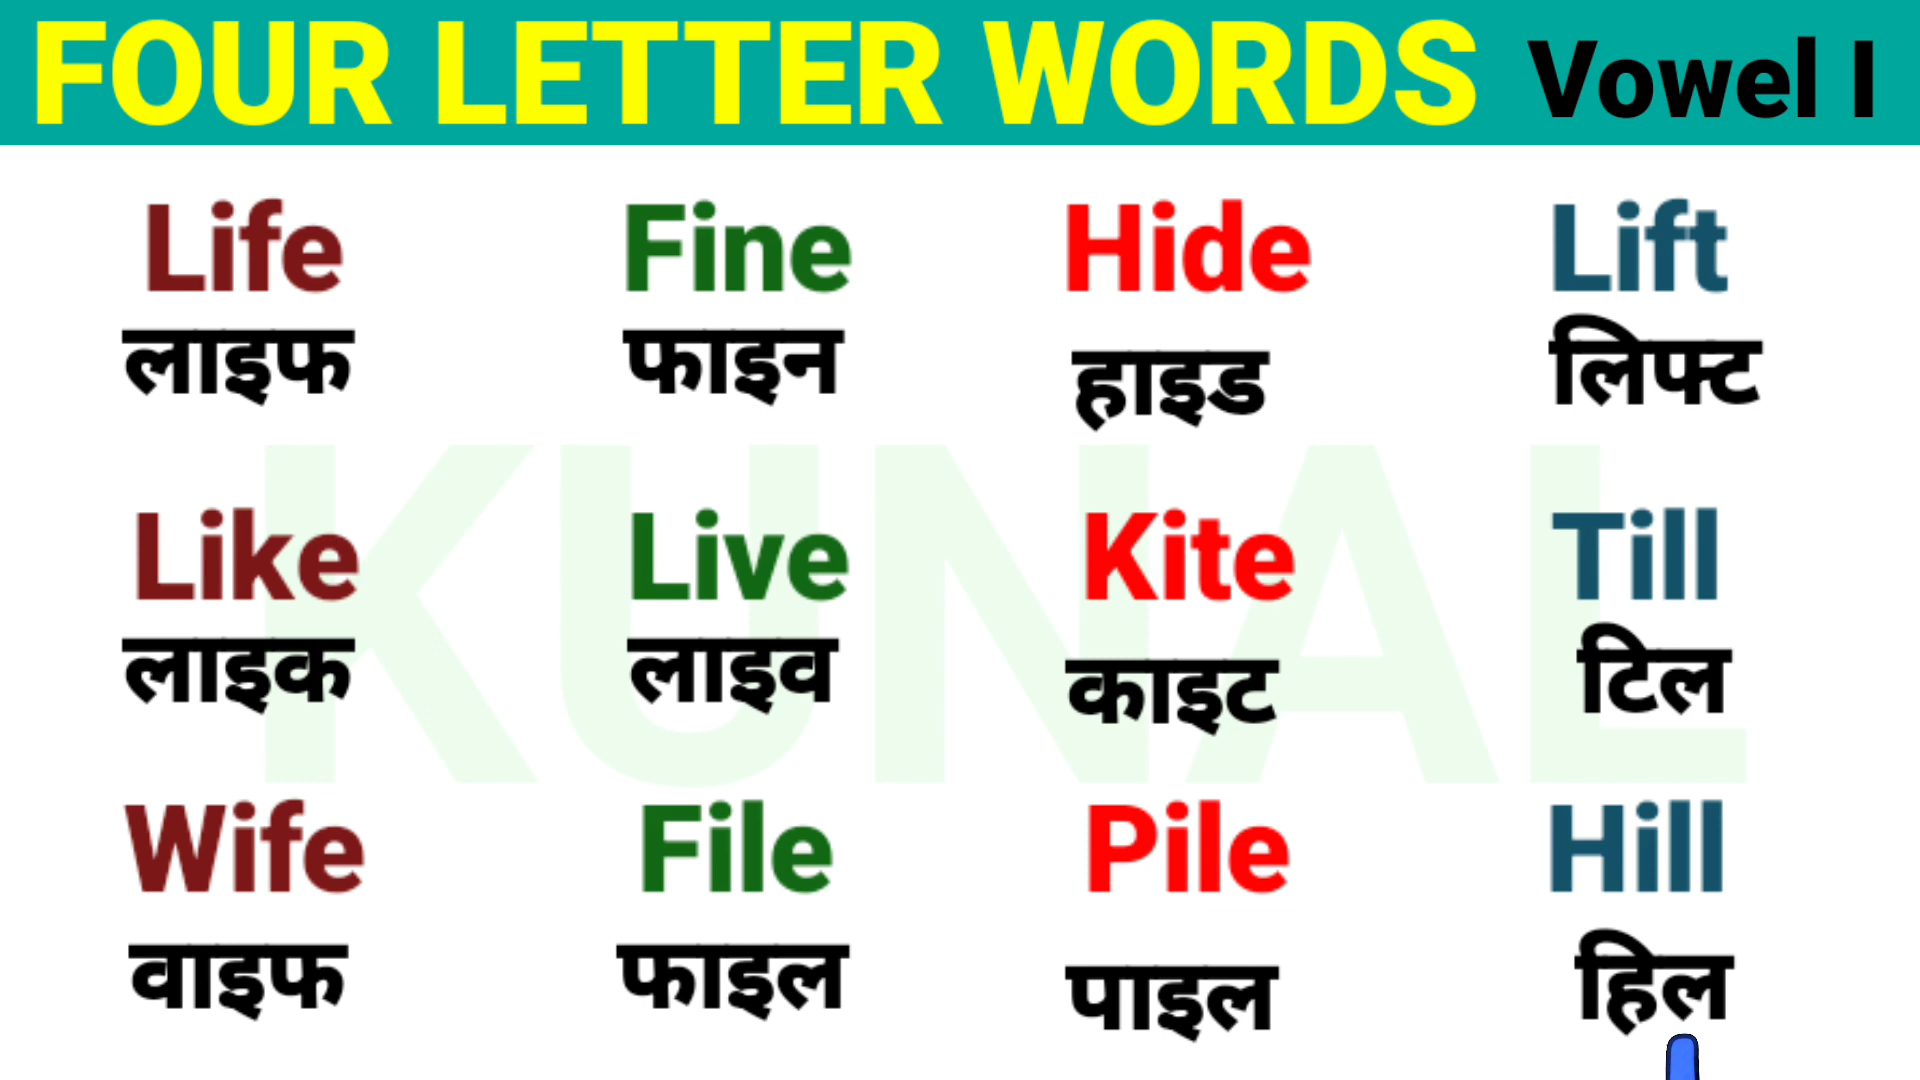 FOUR LETTER WORDS Vowel I
Life Fine Hide Lift
लाइफ फाइन हाइड लिफ्ट
KUNAL
Like Live Kite Till
लाइक लाइव काइट टिल
Wife File Pile Hill
वाइफ फाइल पाइल हिल